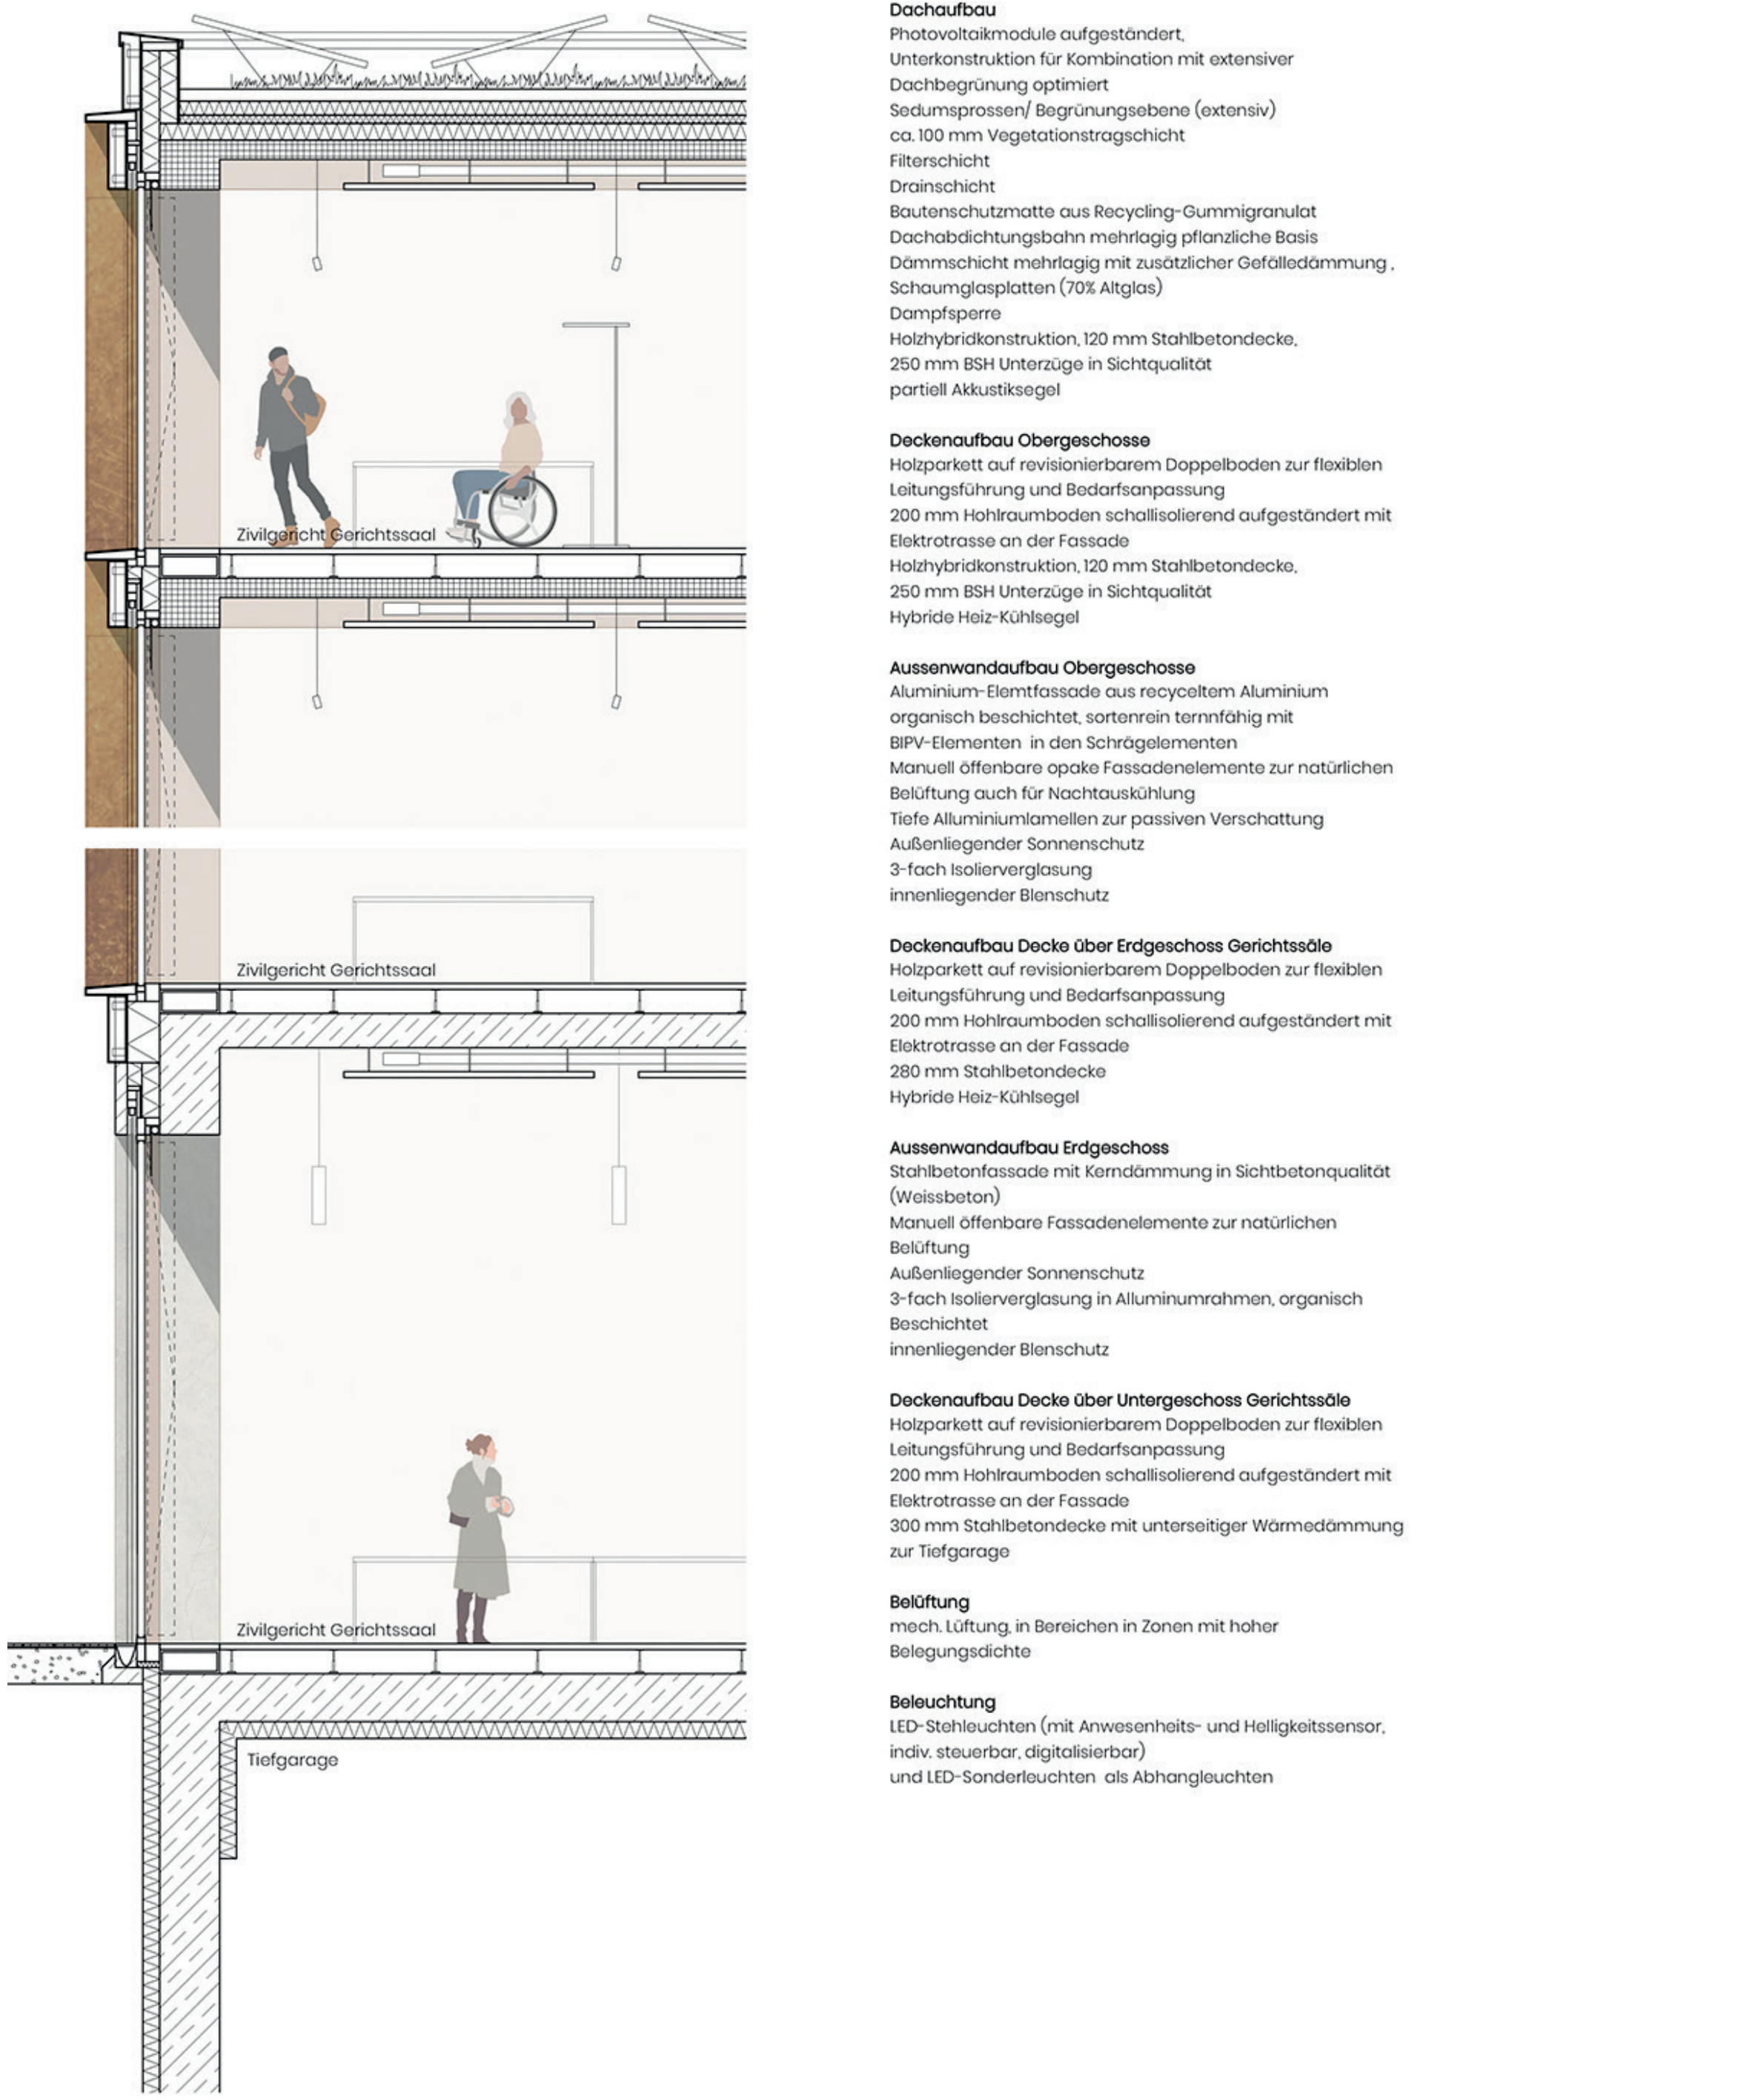 Dachaufbau
Photovoltaikmodule aufgeständert,
Unterkonstruktion für Kombination mit extensiver
Dachbegrünung optimiert
Sedumsprossen/ Begrünungsebene (extensiv)
ca. 100 mm Vegetationstragschicht
Filterschicht
Drainschicht
Bautenschutzmatte aus Recycling-Gummigranulat
Dachabdichtungsbahn mehrlagig pflanzliche Basis
Dämmschicht mehrlagig mit zusätzlicher Gefälledämmung ,
Schaumglasplatten (70% Altglas)
Dampfsperre
Holzhybridkonstruktion, 120 mm Stahlbetondecke,
250 mm BSH Unterzüge in Sichtqualität
partiell Akkustiksegel
Deckenaufbau Obergeschosse
Holzparkett auf revisionierbarem Doppelboden zur flexiblen
Leitungsführung und Bedarfsanpassung
200 mm Hohlraumboden schallisolierend aufgeständert mit
Elektrotrasse an der Fassade
Holzhybridkonstruktion, 120 mm Stahlbetondecke,
250 mm BSH Unterzüge in Sichtqualität
Hybride Heiz-Kühlsegel
Aussenwandaufbau Obergeschosse
Aluminium-Elemtfassade aus recyceltem Aluminium
organisch beschichtet, sortenrein ternnfähig mit
BIPV-Elementen in den Schrägelementen
Manuell öffenbare opake Fassadenelemente zur natürlichen
Belüftung auch für Nachtauskühlung
Tiefe Alluminiumlamellen zur passiven Verschattung
Außenliegender Sonnenschutz
3-fach Isolierverglasung
innenliegender Blenschutz
Deckenaufbau Decke über Erdgeschoss Gerichtssäle
Holzparkett auf revisionierbarem Doppelboden zur flexiblen
Leitungsführung und Bedarfsanpassung
200 mm Hohlraumboden schallisolierend aufgeständert mit
Elektrotrasse an der Fassade
280 mm Stahlbetondecke
Hybride Heiz-Kühlsegel
Aussenwandaufbau Erdgeschoss
Stahlbetonfassade mit Kerndämmung in Sichtbetonqualität
(Weissbeton)
Manuell öffenbare Fassadenelemente zur natürlichen
Belüftung
Außenliegender Sonnenschutz
3-fach Isolierverglasung in Alluminumrahmen, organisch
Beschichtet
innenliegender Blenschutz
Deckenaufbau Decke über Untergeschoss Gerichtssäle
Holzparkett auf revisionierbarem Doppelboden zur flexiblen
Leitungsführung und Bedarfsanpassung
200 mm Hohlraumboden schallisolierend aufgeständert mit
Elektrotrasse an der Fassade
300 mm Stahlbetondecke mit unterseitiger Wärmedämmung
zur Tiefgarage
Belüftung
mech. Lüftung, in Bereichen in Zonen mit hoher
Belegungsdichte
Beleuchtung
LED-Stehleuchten (mit Anwesenheits- und Helligkeitssensor,
indiv. steuerbar, digitalisierbar)
und LED-Sonderleuchten als Abhangleuchten
Zivilgericht Gerichtssaal
Zivilgericht Gerichtssaal
Zivilgericht Gerichtssaal
Tiefgarage